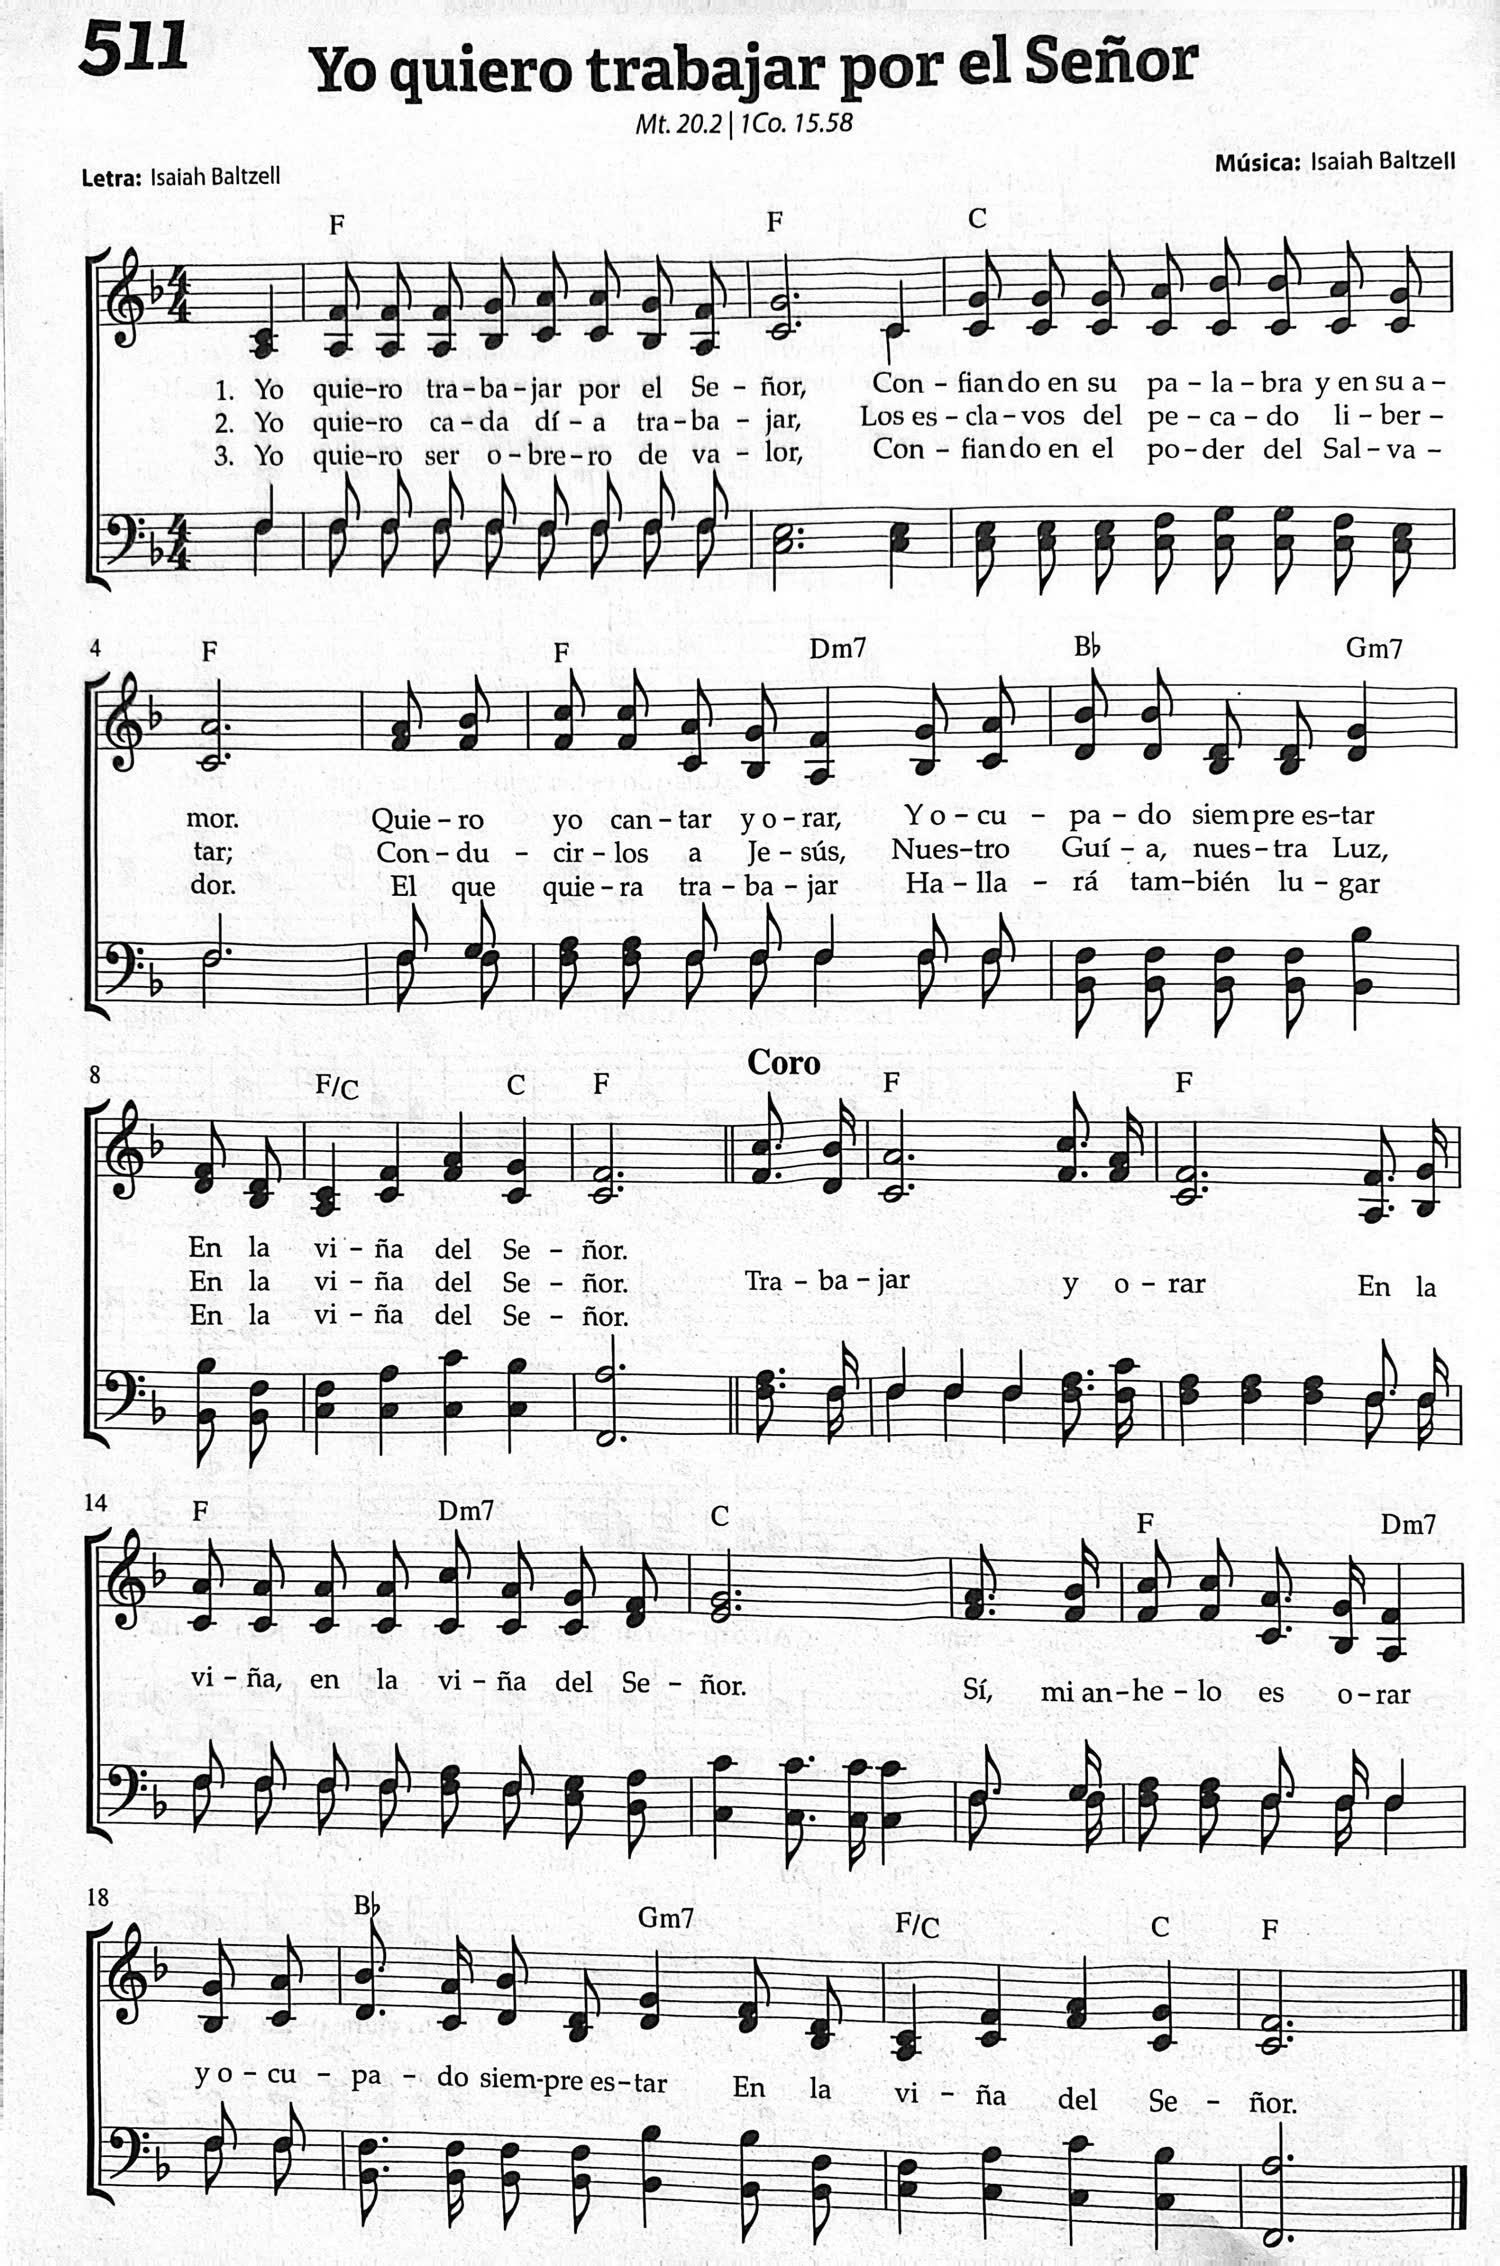 511
Yo quiero trabajar por el Señor
Mt. 20.2 | 1Co. 15.58
Letra: Isaiah Baltzell
Música: Isaiah Baltzell
F F C
1. Yo quie-ro tra-ba-jar por el Se - ñor, Con - fiando en su pa - la - bra y en su a -
2. Yo quie-ro ca-da dí - a tra-ba - jar, Los es - cla-vos del pe - ca - do li - ber -
3. Yo quie-ro ser o-bre-ro de va - lor, Con - fiando en el po-der del Sal-va -
4
F F Dm7 B♭ Gm7
mor. Quie - ro yo can - tar y o - rar, Y o - cu - pa - do siempre es-tar
tar; Con - du - cir - los a Je - sús, Nues-tro Guí - a, nues-tra Luz,
dor. El que quie - ra tra - ba - jar Ha - lla - rá tam-bién lu - gar
Coro
8
F/C C F F F
En la vi - ña del Se - ñor.
En la vi - ña del Se - ñor. Tra - ba - jar y o - rar En la
En la vi - ña del Se - ñor.
14
F Dm7 C F Dm7
vi - ña, en la vi - ña del Se - ñor. Sí, mi an-he - lo es o-rar
18
B♭ Gm7 F/C C F
y o - cu - pa - do siem-pre es-tar En la vi - ña del Se - ñor.